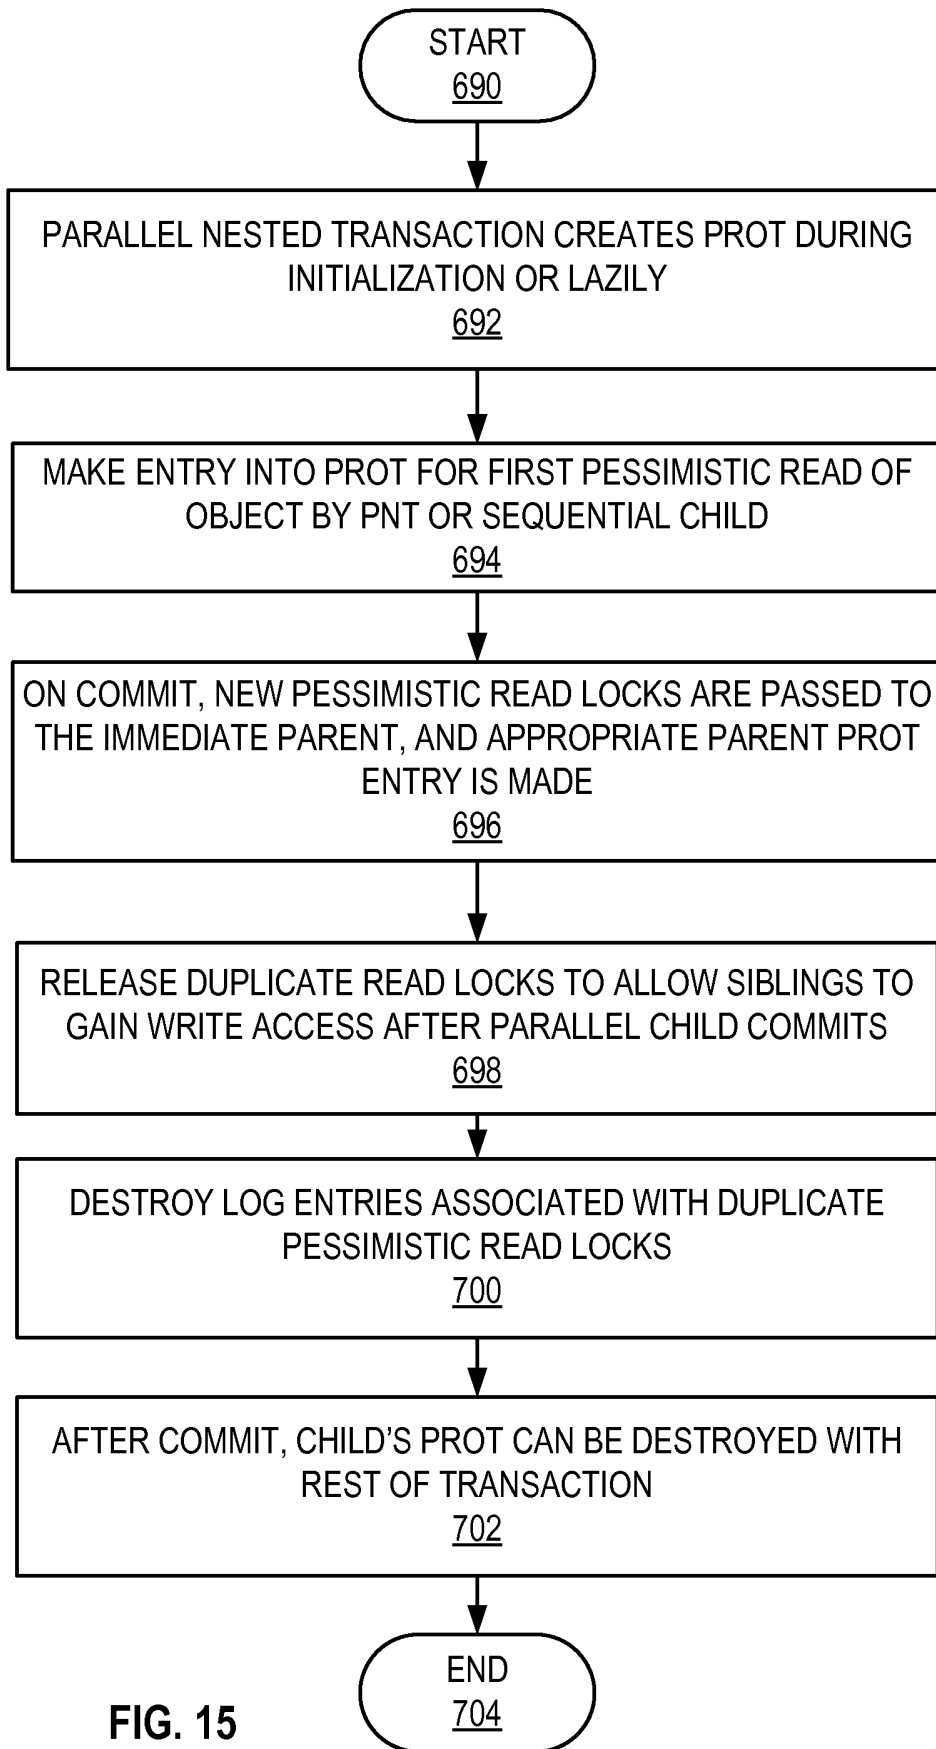 START
690
PARALLEL NESTED TRANSACTION CREATES PROT DURING
INITIALIZATION OR LAZILY
692
MAKE ENTRY INTO PROT FOR FIRST PESSIMISTIC READ OF
OBJECT BY PNT OR SEQUENTIAL CHILD
694
ON COMMIT, NEW PESSIMISTIC READ LOCKS ARE PASSED TO
THE IMMEDIATE PARENT, AND APPROPRIATE PARENT PROT
ENTRY IS MADE
696
RELEASE DUPLICATE READ LOCKS TO ALLOW SIBLINGS TO
GAIN WRITE ACCESS AFTER PARALLEL CHILD COMMITS
698
DESTROY LOG ENTRIES ASSOCIATED WITH DUPLICATE
PESSIMISTIC READ LOCKS
700
AFTER COMMIT, CHILD'S PROT CAN BE DESTROYED WITH
REST OF TRANSACTION
702
END
704
FIG. 15